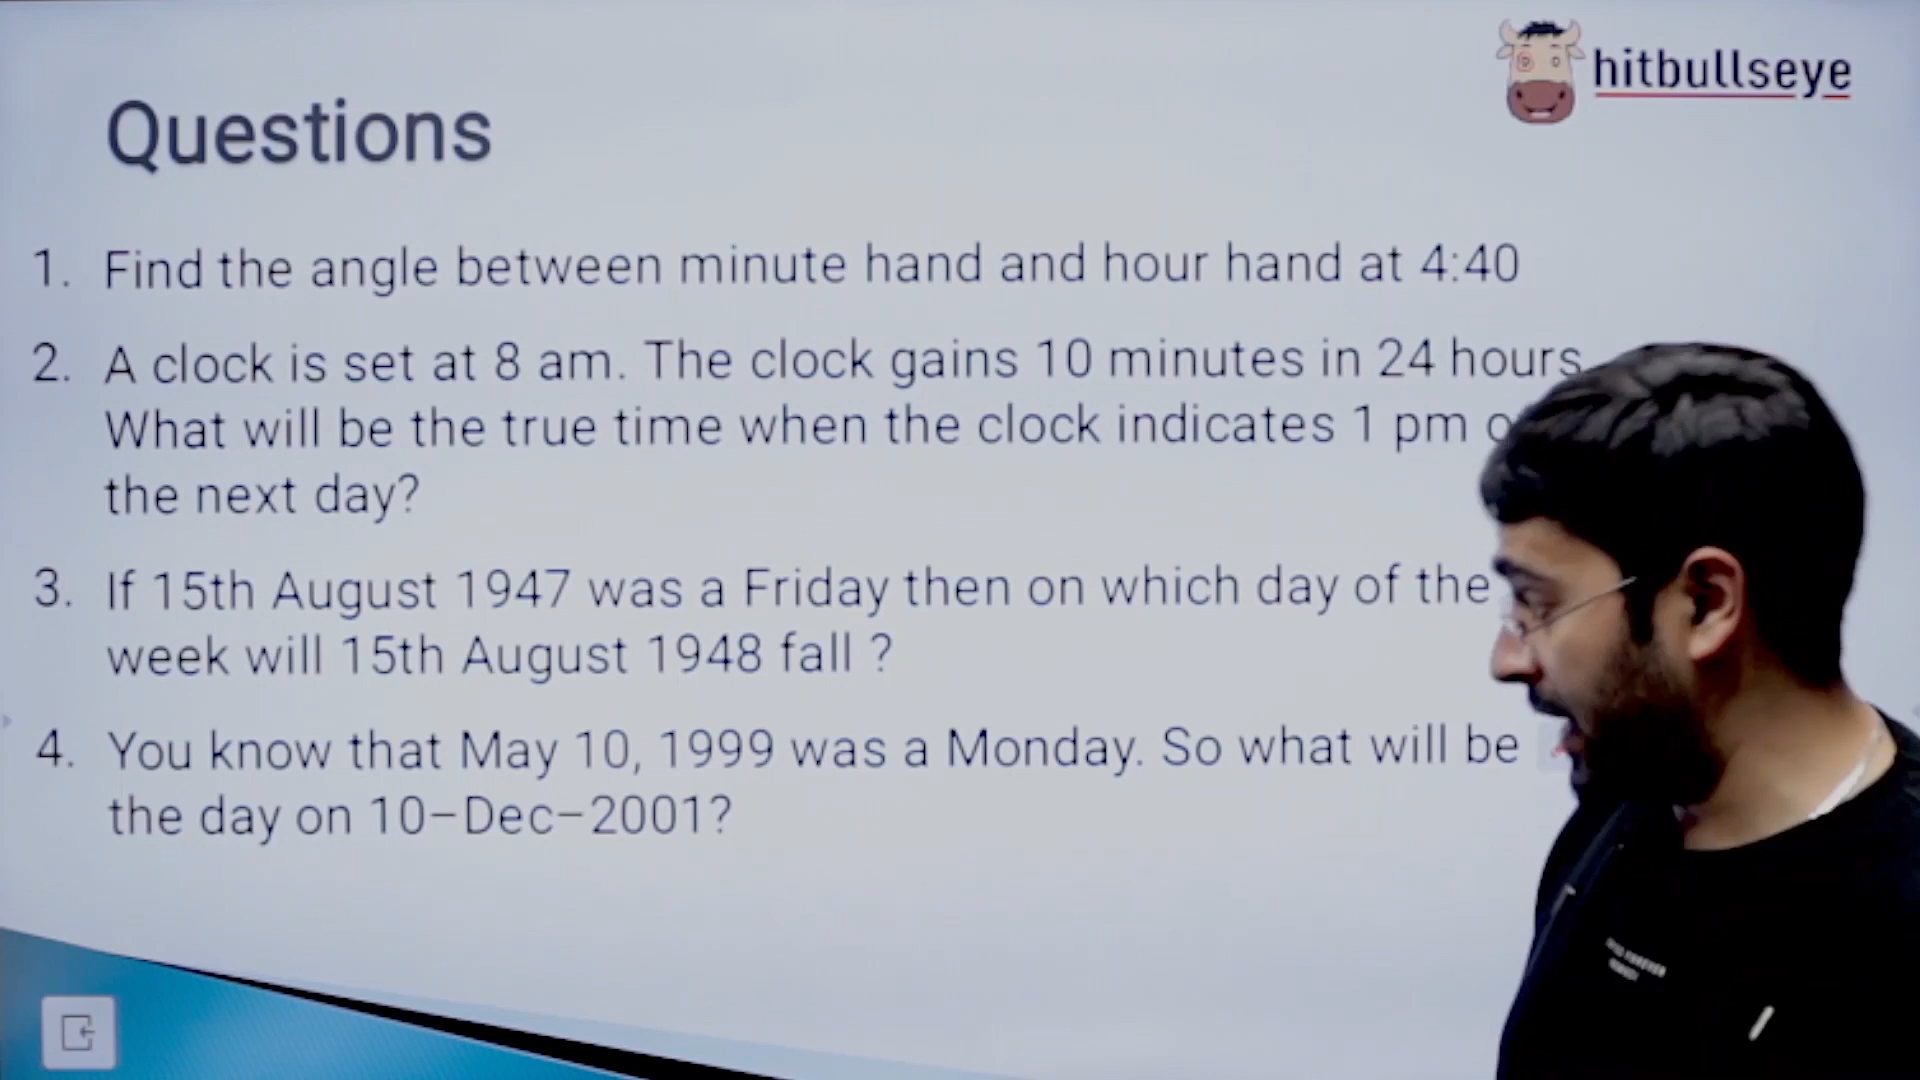 hitbullseye
Questions
1. Find the angle between minute hand and hour hand at 4:40
2. A clock is set at 8 am. The clock gains 10 minutes in 24 hours.
What will be the true time when the clock indicates 1 pm
the next day?
3. If 15th August 1947 was a Friday then on which day of the
week will 15th August 1948 fall ?
4. You know that May 10, 1999 was a Monday. So what will be
the day on 10–Dec–2001?